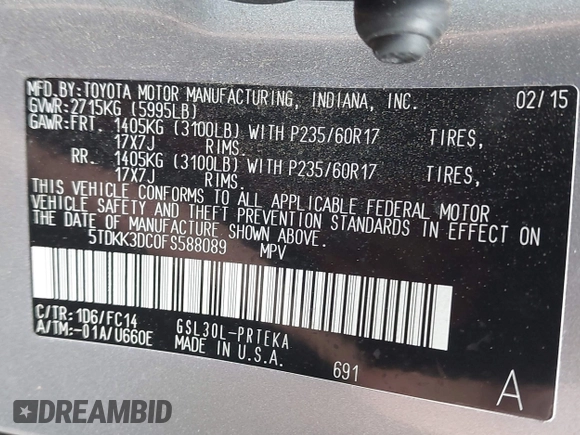 MFD.BY:TOYOTA MOTOR MANUFACTURING, INDIANA, INC. 02/15
GVWR:2715KG (5995LB)
GAWR:FRT. 1405KG (3100LB) WITH P235/60R17 TIRES,
17X7J RIMS.
RR. 1405KG (3100LB) WITH P235/60R17 TIRES,
17X7J RIMS.
THIS VEHICLE CONFORMS TO ALL APPLICABLE FEDERAL MOTOR
VEHICLE SAFETY AND THEFT PREVENTION STANDARDS IN EFFECT ON
THE DATE OF MANUFACTURE SHOWN ABOVE.
5TDKK3DC0FS588089 MPV
C/TR:1D6/FC14 GSL30L-PRTEKA
A/TM:-01A/U660E MADE IN U.S.A.
691 A
DREAMBID